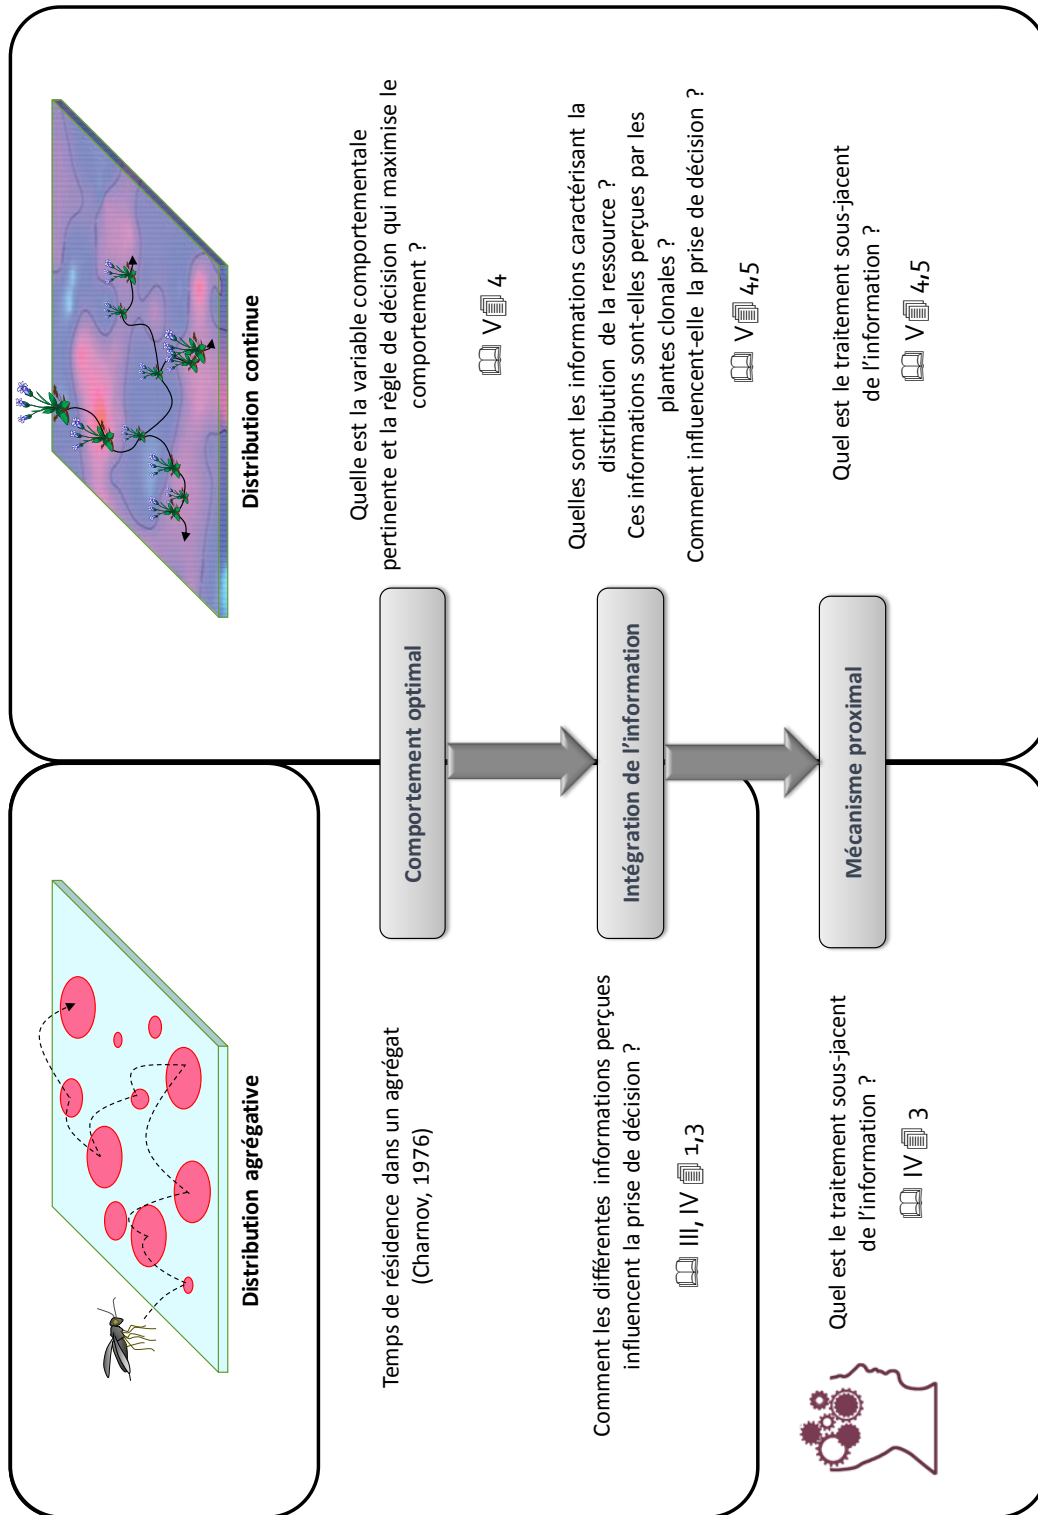 Distribution agrégative
Temps de résidence dans un agrégat
(Charnov, 1976)
Comment les différentes informations perçues
influencent la prise de décision ?
III, IV 1,3
Quel est le traitement sous-jacent
de l'information ?
IV 3
Comportement optimal
Intégration de l'information
Mécanisme proximal
Distribution continue
Quelle est la variable comportementale
pertinente et la règle de décision qui maximise le
comportement ?
V 4
Quelles sont les informations caractérisant la
distribution de la ressource ?
Ces informations sont-elles perçues par les
plantes clonales ?
Comment influencent-elle la prise de décision ?
V 4,5
Quel est le traitement sous-jacent
de l'information ?
V 4,5